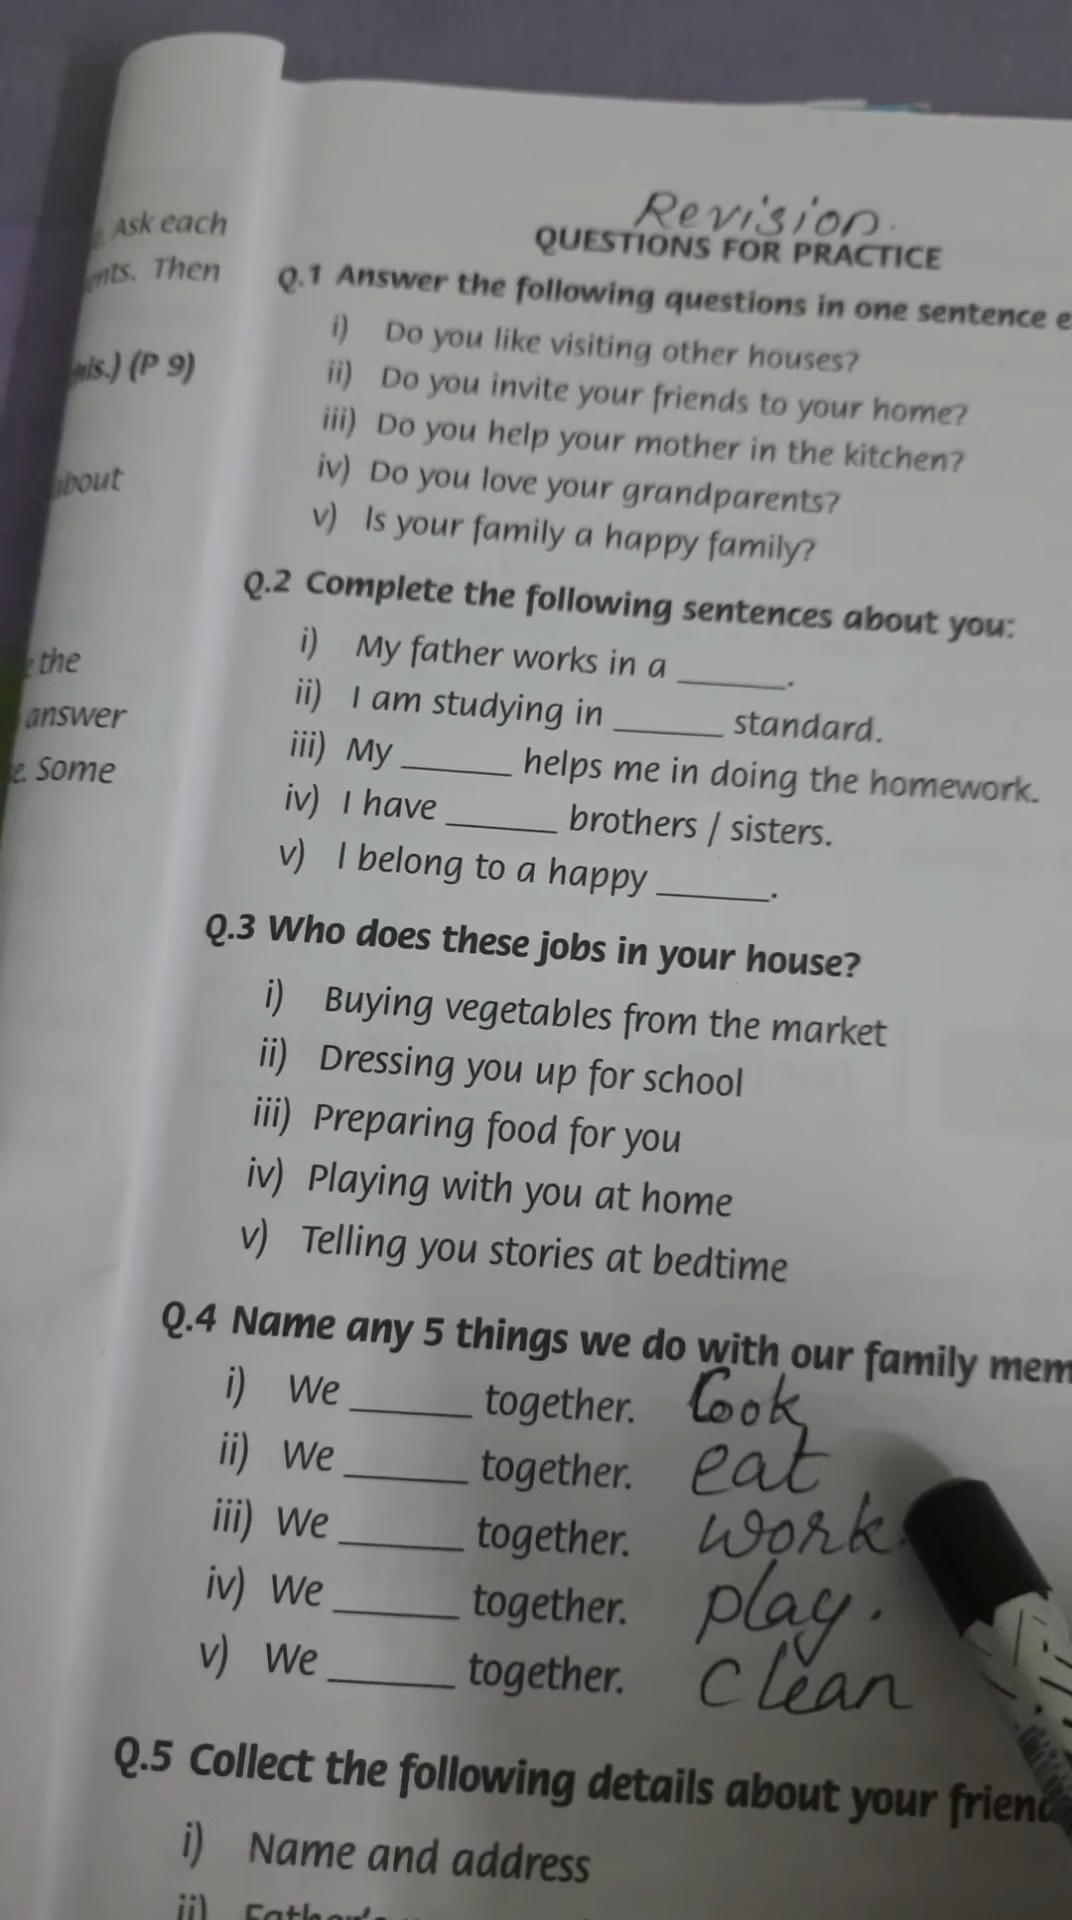 Revision.
QUESTIONS FOR PRACTICE
Ask each
Then
(P 9)
the
answer
Some
Q.1 Answer the following questions in one sentence
i) Do you like visiting other houses?
ii) Do you invite your friends to your home?
iii) Do you help your mother in the kitchen?
iv) Do you love your grandparents?
v) Is your family a happy family?
Q.2 Complete the following sentences about you:
i) My father works in a ______.
ii) I am studying in ______ standard.
iii) My ______ helps me in doing the homework.
iv) I have ______ brothers / sisters.
v) I belong to a happy ______.
Q.3 Who does these jobs in your house?
i) Buying vegetables from the market
ii) Dressing you up for school
iii) Preparing food for you
iv) Playing with you at home
v) Telling you stories at bedtime
Q.4 Name any 5 things we do with our family
i) We ______ together. Cook
ii) We ______ together. eat
iii) We ______ together. work.
iv) We ______ together. play.
v) We ______ together. clean
Q.5 Collect the following details about your
i) Name and address
ii)